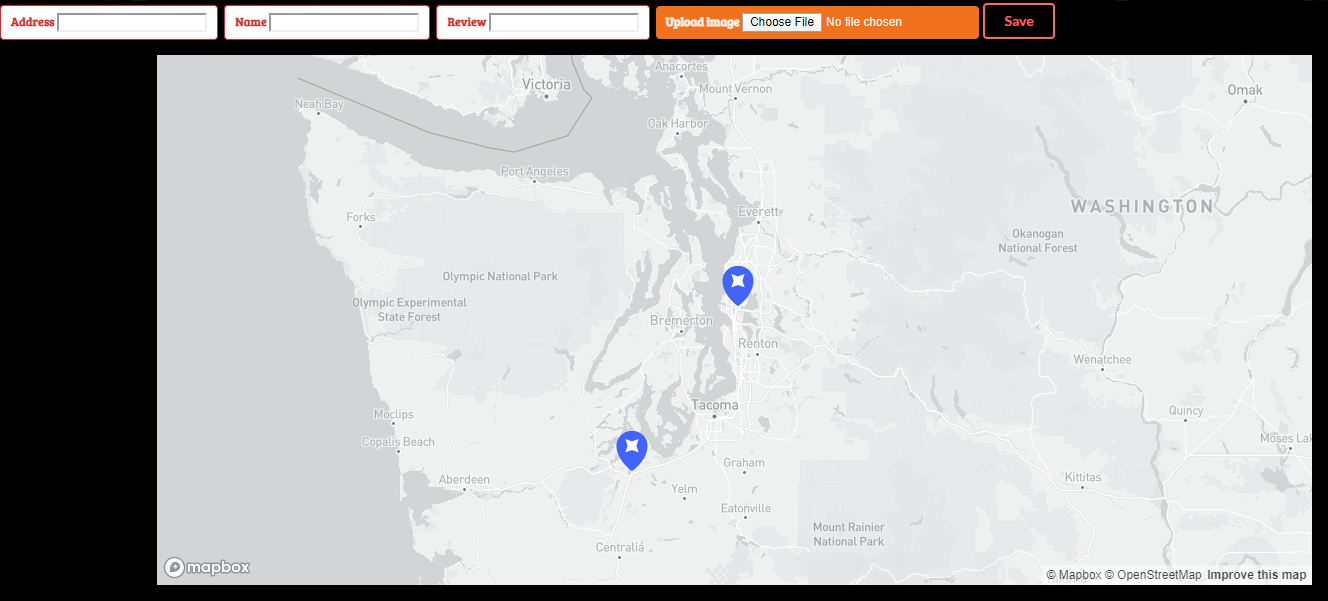 Address
Name
Review
Upload image Choose File No file chosen
Save
Anacortes
Victoria
Mount Vernon
Omak
Neah Bay
Oak Harbor
Port Angeles
WASHINGTON
Everett
Forks
Okanogan
National Forest
Olympic National Park
Olympic Experimental
State Forest
Bremerton
Renton
Wenatchee
Tacoma
Quincy
Moclips
Copalis Beach
Moses Lak
Graham
Aberdeen
Kittitas
Yelm
Eatonville
Mount Rainier
National Park
Centralia
mapbox
© Mapbox © OpenStreetMap Improve this map